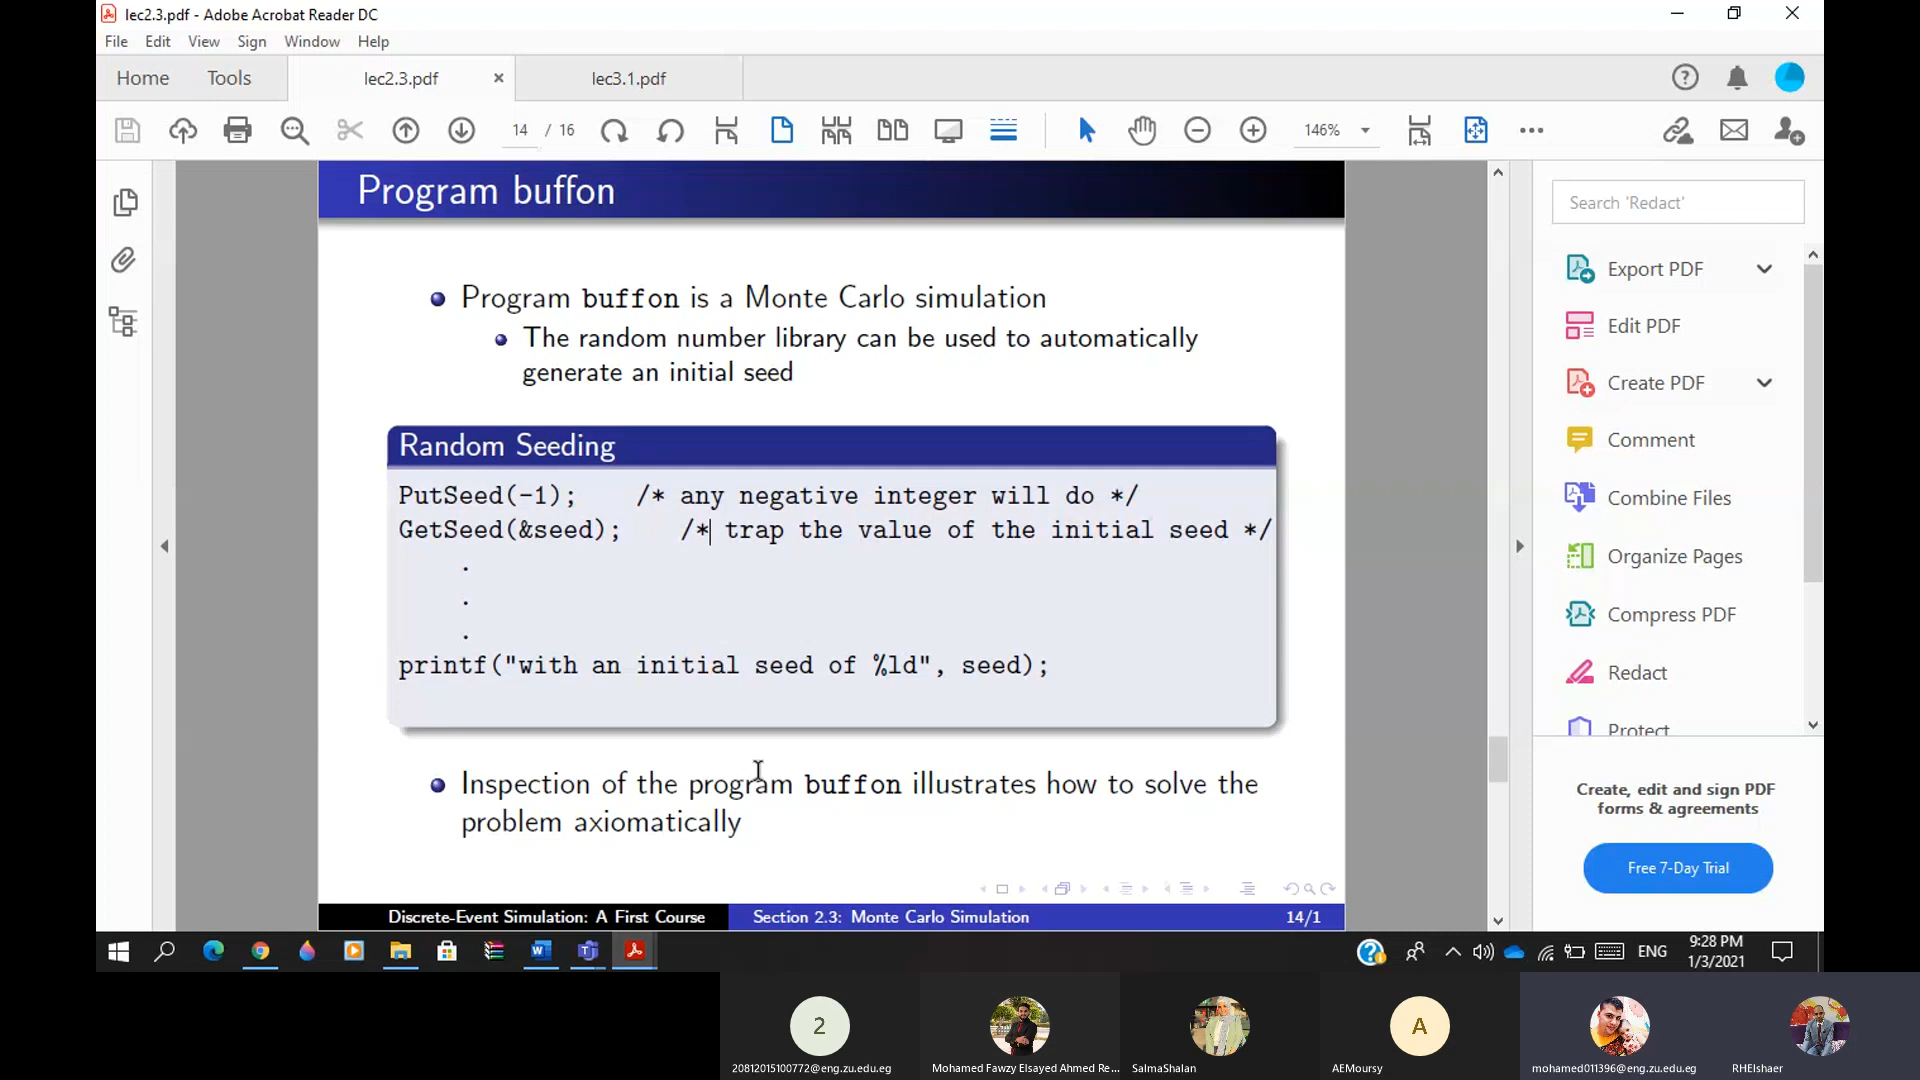 lec2.3.pdf - Adobe Acrobat Reader DC
File Edit View Sign Window Help
Home Tools lec2.3.pdf lec3.1.pdf
14 / 16 146%
Program buffon
Program buffon is a Monte Carlo simulation
The random number library can be used to automatically
generate an initial seed
Random Seeding
PutSeed(-1); /* any negative integer will do */
GetSeed(&seed); /* trap the value of the initial seed */
.
.
.
printf("with an initial seed of %ld", seed);
Inspection of the program buffon illustrates how to solve the
problem axiomatically
Discrete-Event Simulation: A First Course Section 2.3: Monte Carlo Simulation 14/1
Search 'Redact'
Export PDF
Edit PDF
Create PDF
Comment
Combine Files
Organize Pages
Compress PDF
Redact
Protect
Create, edit and sign PDF
forms & agreements
Free 7-Day Trial
ENG
9:28 PM
1/3/2021
2
A
20812015100772@eng.zu.edu.eg
Mohamed Fawzy Elsayed Ahmed Re...
SalmaShalan
AEMoursy
mohamed011396@eng.zu.edu.eg
RHElshaer